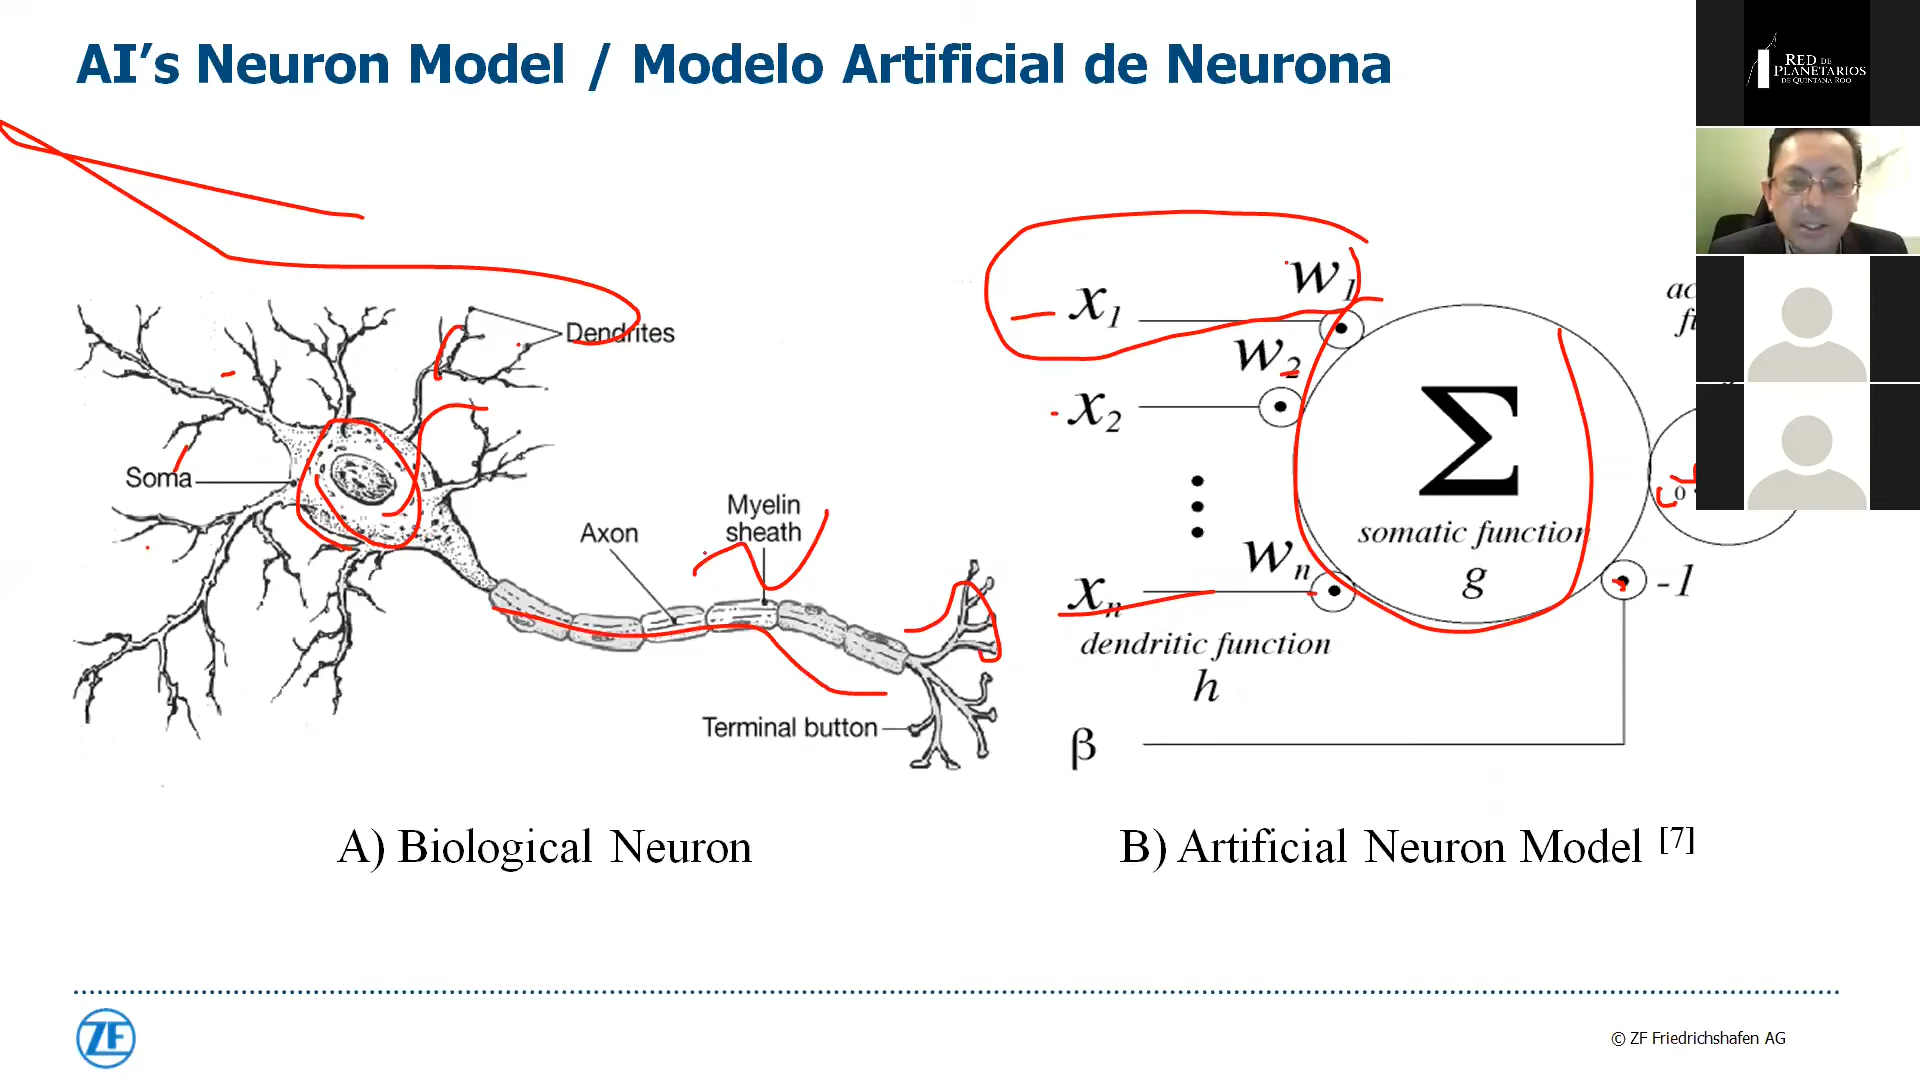 AI’s Neuron Model / Modelo Artificial de Neurona
RED DE
PLANETARIOS
DE QUINTANA ROO
Dendrites
Soma
Axon
Myelin
sheath
Terminal button
w1
x1
w2
x2
wn
xn
Σ
somatic function
g
-1
dendritic function
h
β
A) Biological Neuron
B) Artificial Neuron Model [7]
ZF
© ZF Friedrichshafen AG